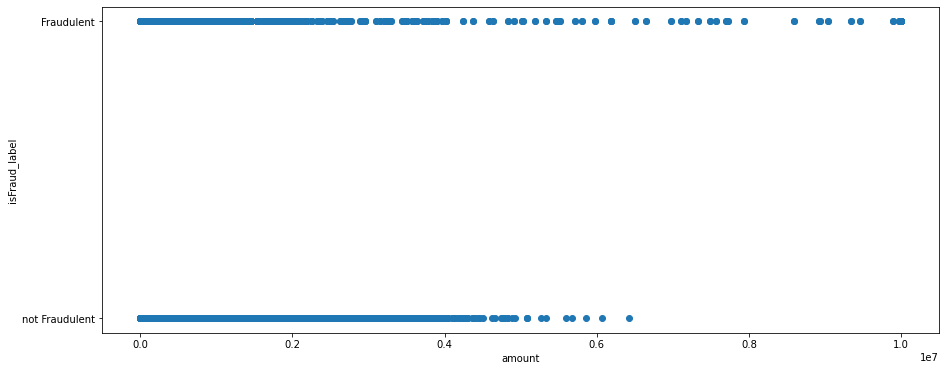 Fraudulent
isFraud_label
not Fraudulent
0.0 0.2 0.4 0.6 0.8 1.0
amount
1e7